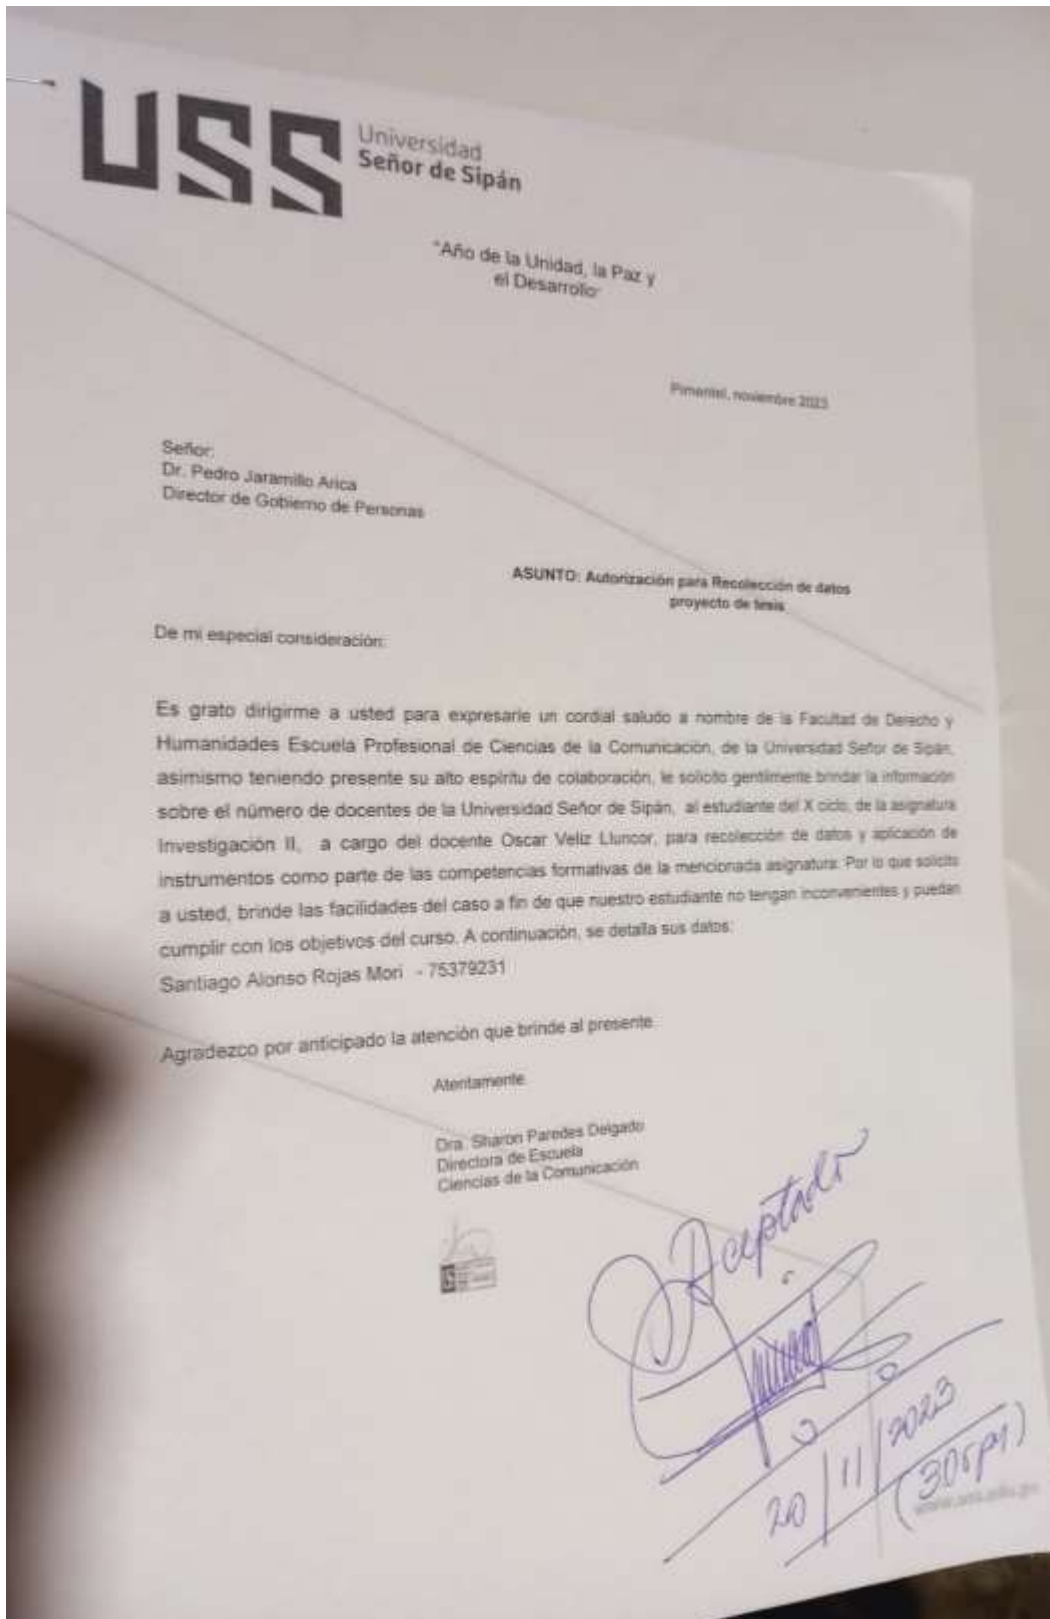 USS
Universidad
Señor de Sipán
"Año de la Unidad, la Paz y
el Desarrollo"
Pimentel, noviembre 2023
Señor:
Dr. Pedro Jaramillo Arica
Director de Gobierno de Personas
ASUNTO: Autorización para Recolección de datos
proyecto de tesis
De mi especial consideración:
Es grato dirigirme a usted para expresarle un cordial saludo a nombre de la Facultad de Derecho y
Humanidades Escuela Profesional de Ciencias de la Comunicación, de la Universidad Señor de Sipán,
asimismo teniendo presente su alto espíritu de colaboración, le solicito gentilmente brindar la información
sobre el número de docentes de la Universidad Señor de Sipán, al estudiante del X ciclo, de la asignatura
Investigación II, a cargo del docente Oscar Veliz Lluncor, para recolección de datos y aplicación de
instrumentos como parte de las competencias formativas de la mencionada asignatura. Por lo que solicito
a usted, brinde las facilidades del caso a fin de que nuestro estudiante no tengan inconvenientes y puedan
cumplir con los objetivos del curso. A continuación, se detalla sus datos:
Santiago Alonso Rojas Mori - 75379231
Agradezco por anticipado la atención que brinde al presente
Atentamente
Dra. Sharon Paredes Delgado
Directora de Escuela
Ciencias de la Comunicación
Aceptado
20/11/2023
www.uss.edu.pe